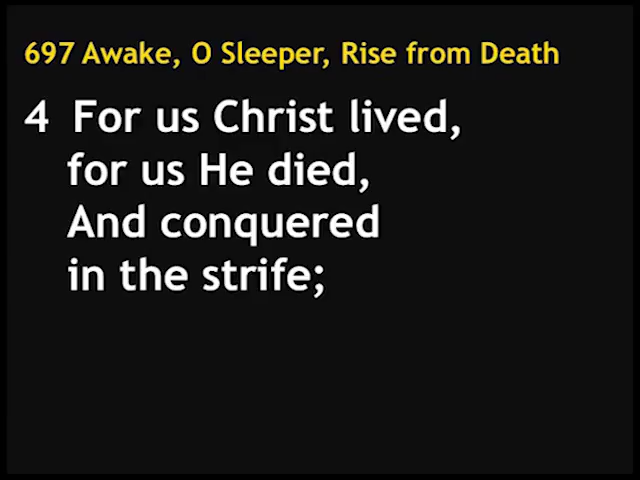 697 Awake, O Sleeper, Rise from Death
4 For us Christ lived,
for us He died,
And conquered
in the strife;